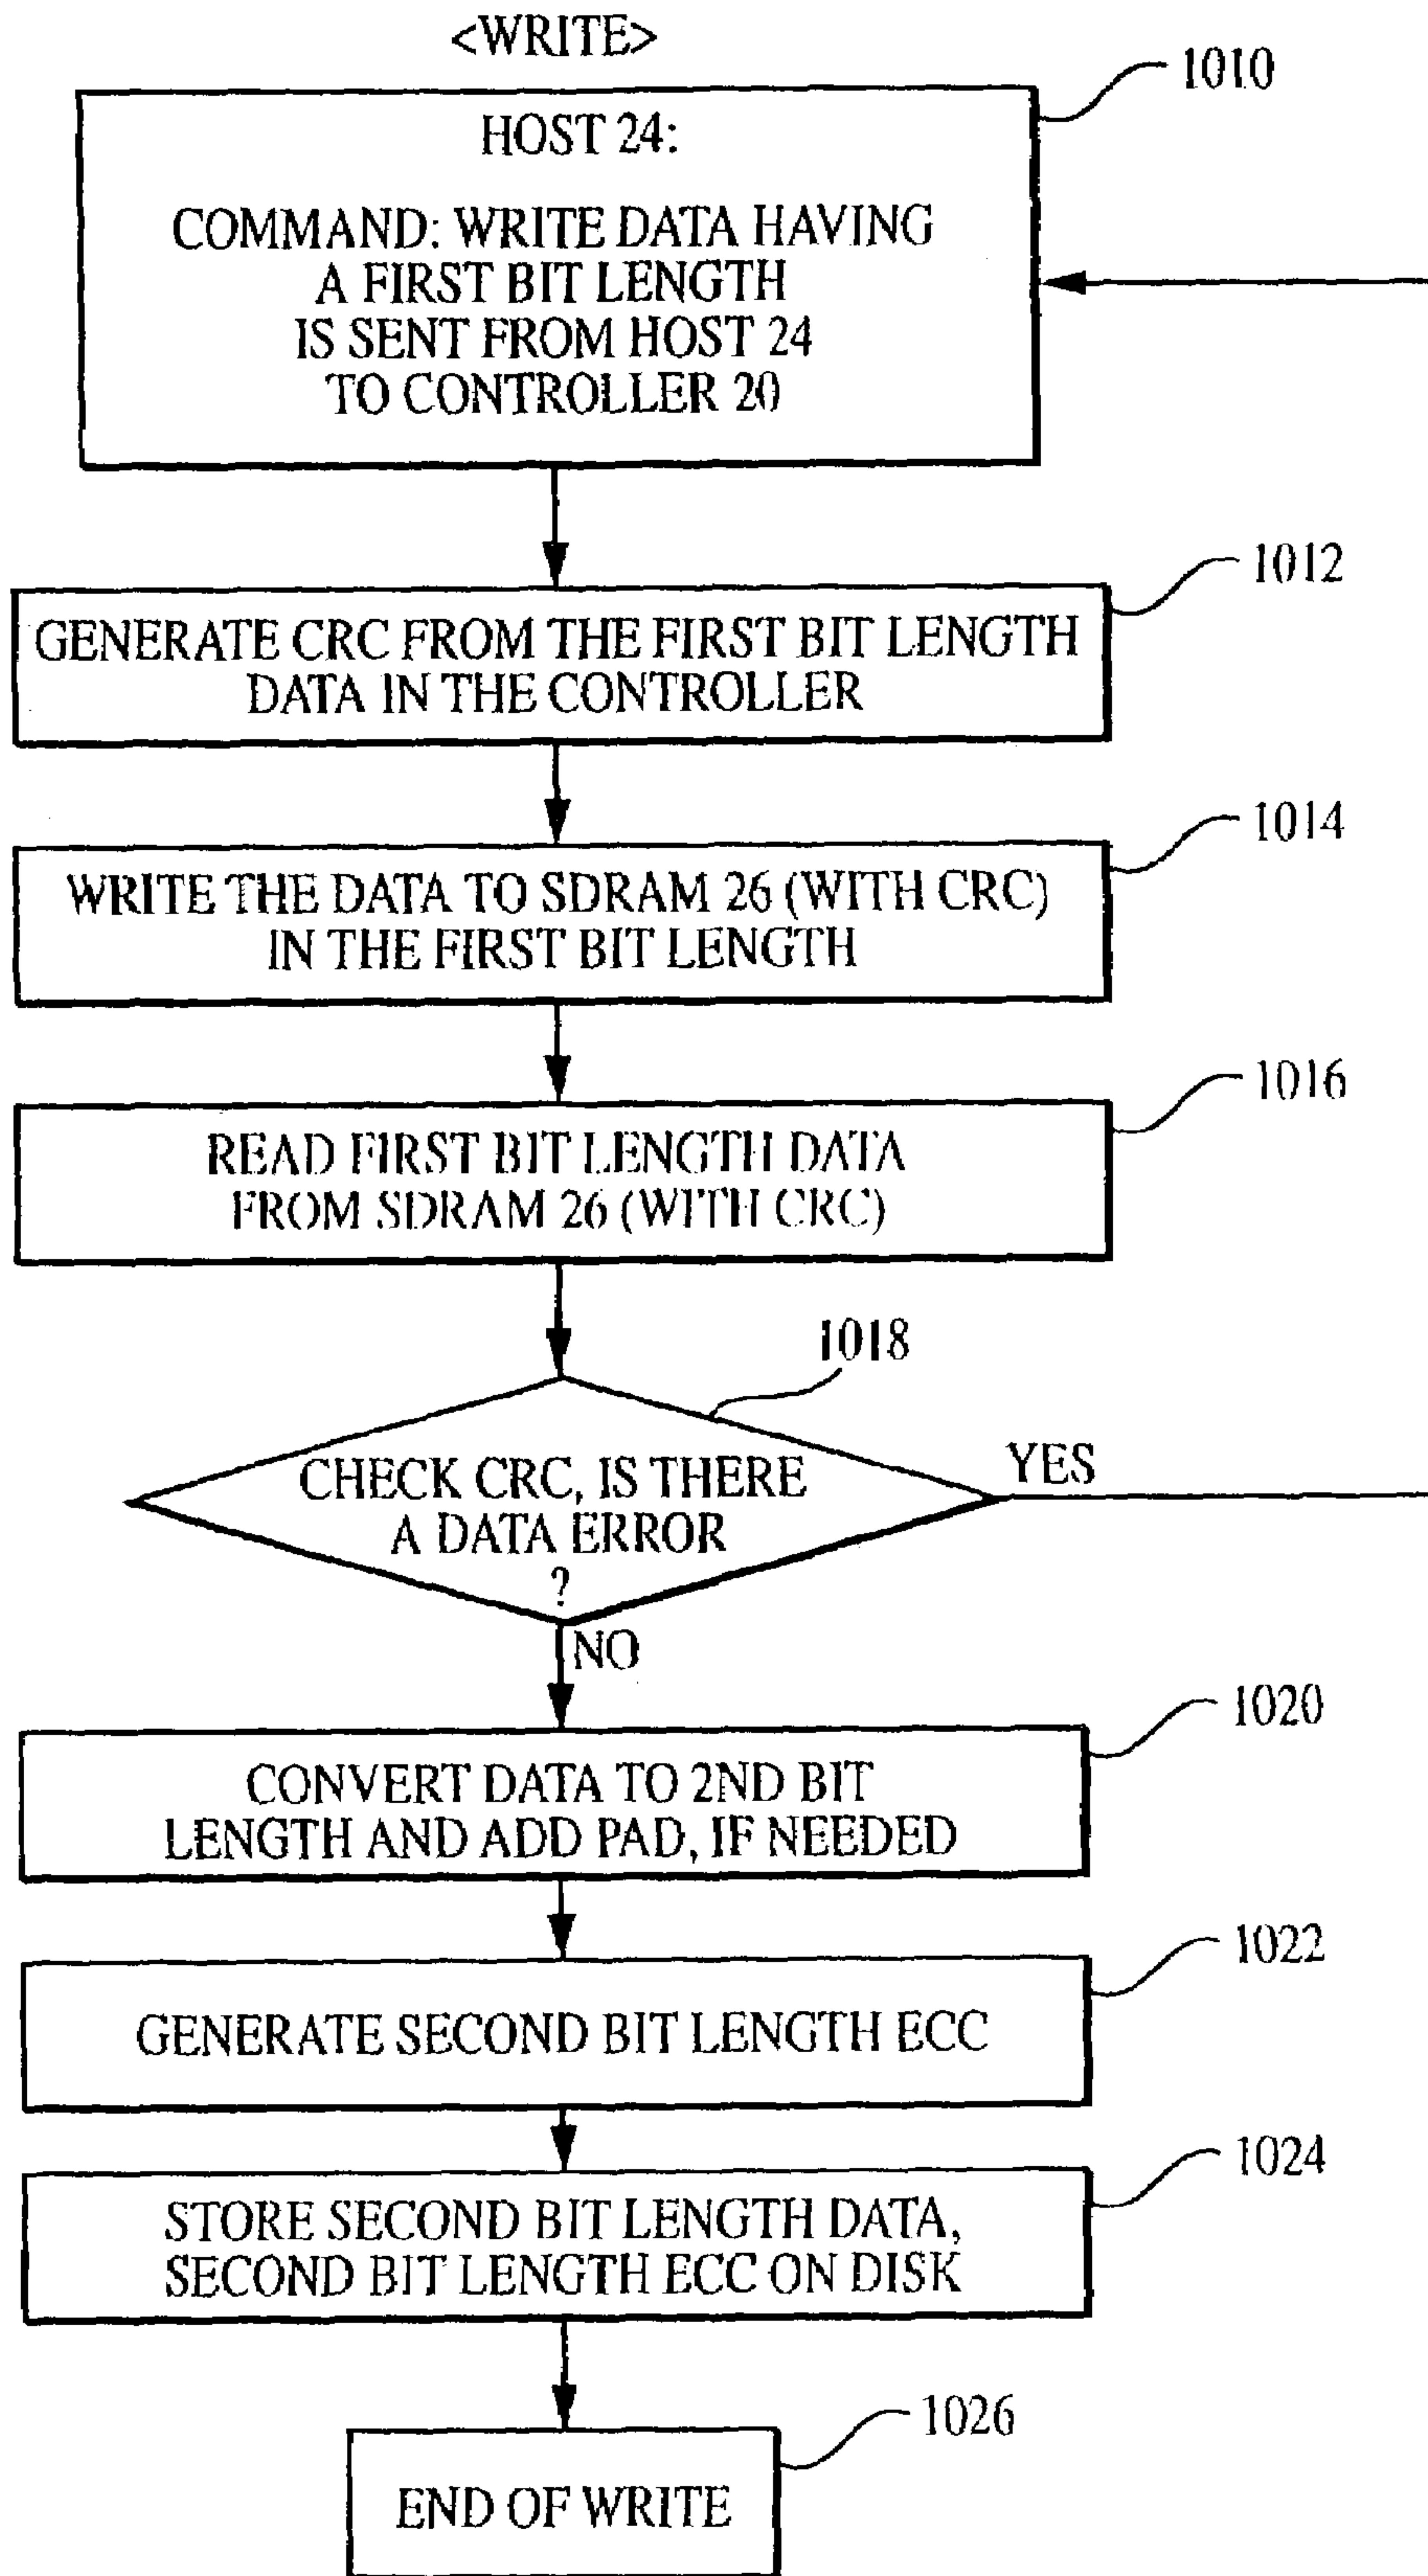 <WRITE>
1010
HOST 24:
COMMAND: WRITE DATA HAVING
A FIRST BIT LENGTH
IS SENT FROM HOST 24
TO CONTROLLER 20
1012
GENERATE CRC FROM THE FIRST BIT LENGTH
DATA IN THE CONTROLLER
1014
WRITE THE DATA TO SDRAM 26 (WITH CRC)
IN THE FIRST BIT LENGTH
1016
READ FIRST BIT LENGTH DATA
FROM SDRAM 26 (WITH CRC)
1018
CHECK CRC, IS THERE
A DATA ERROR
?
YES
NO
1020
CONVERT DATA TO 2ND BIT
LENGTH AND ADD PAD, IF NEEDED
1022
GENERATE SECOND BIT LENGTH ECC
1024
STORE SECOND BIT LENGTH DATA,
SECOND BIT LENGTH ECC ON DISK
1026
END OF WRITE